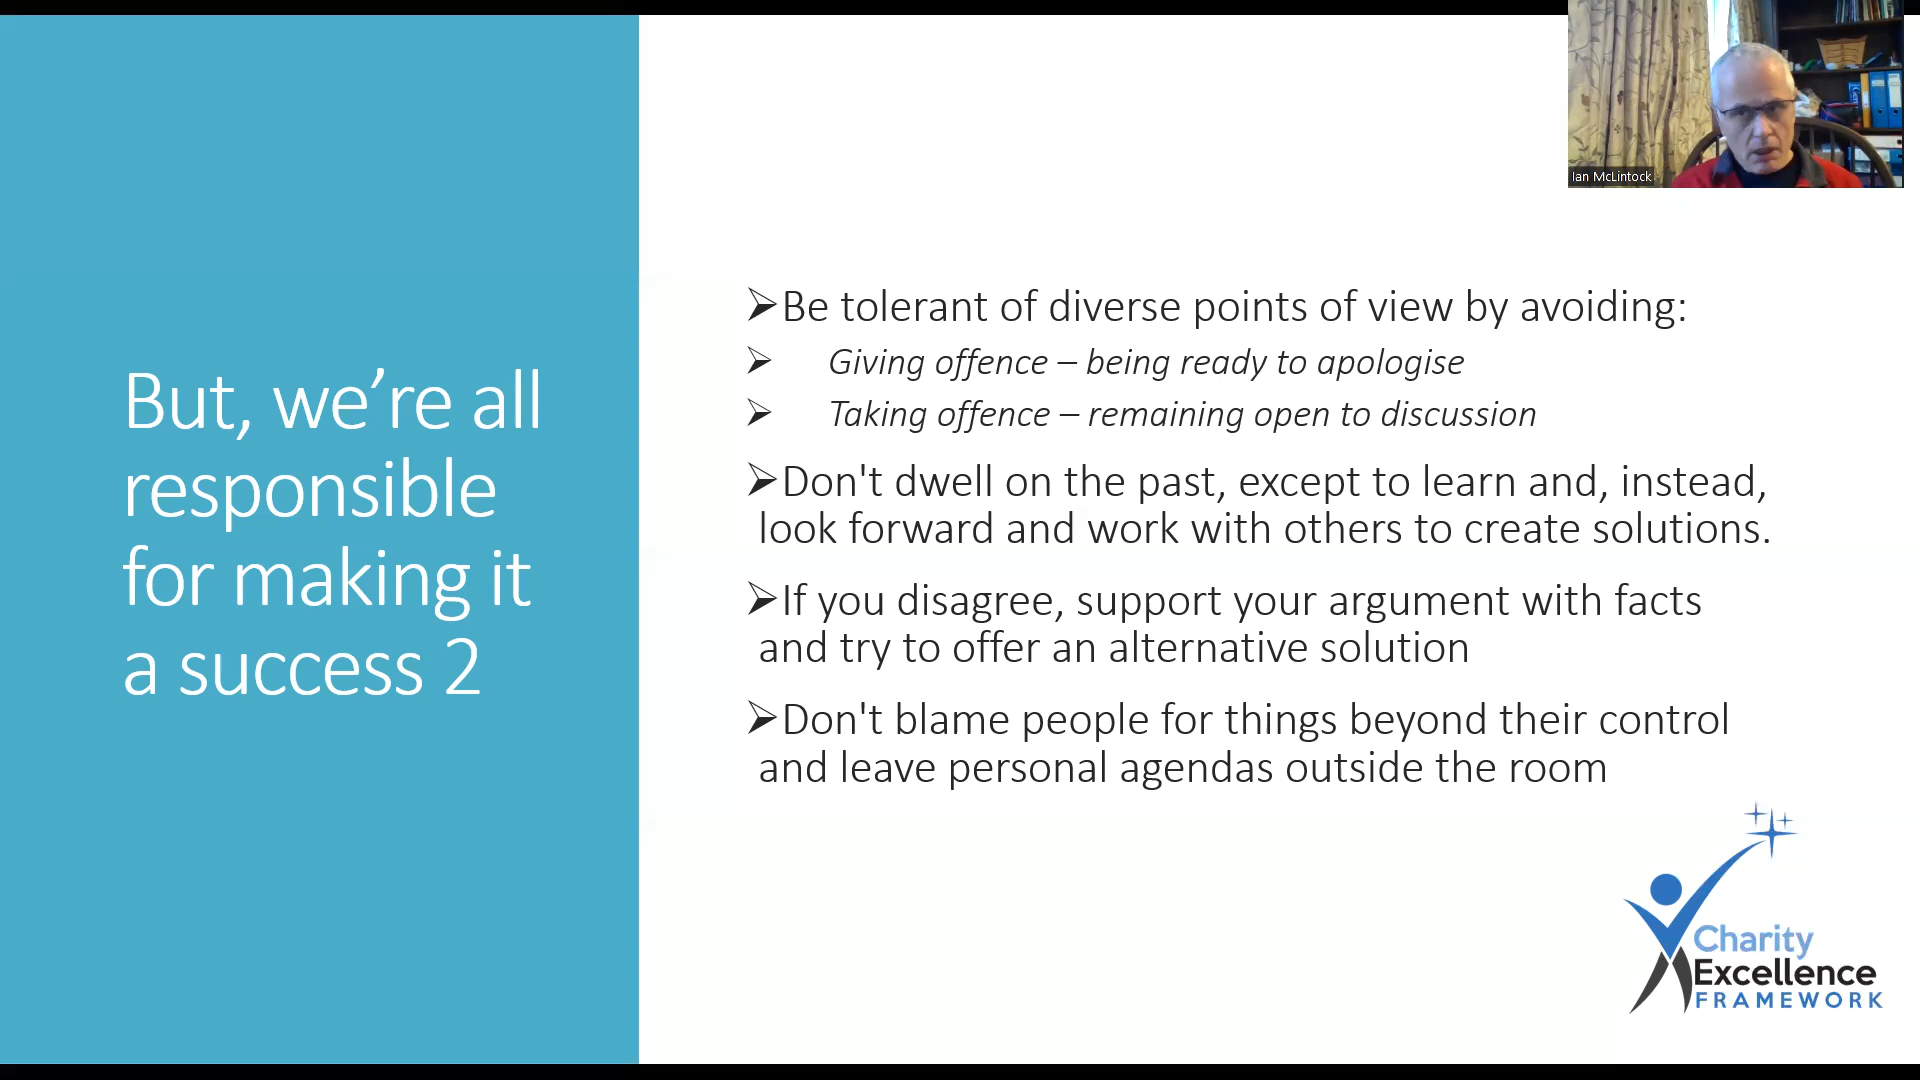 But, we're all
responsible
for making it
a success 2
➢Be tolerant of diverse points of view by avoiding:
➢ Giving offence – being ready to apologise
➢ Taking offence – remaining open to discussion
➢Don't dwell on the past, except to learn and, instead,
look forward and work with others to create solutions.
➢If you disagree, support your argument with facts
and try to offer an alternative solution
➢Don't blame people for things beyond their control
and leave personal agendas outside the room
Ian McLintock
Charity
Excellence
FRAMEWORK